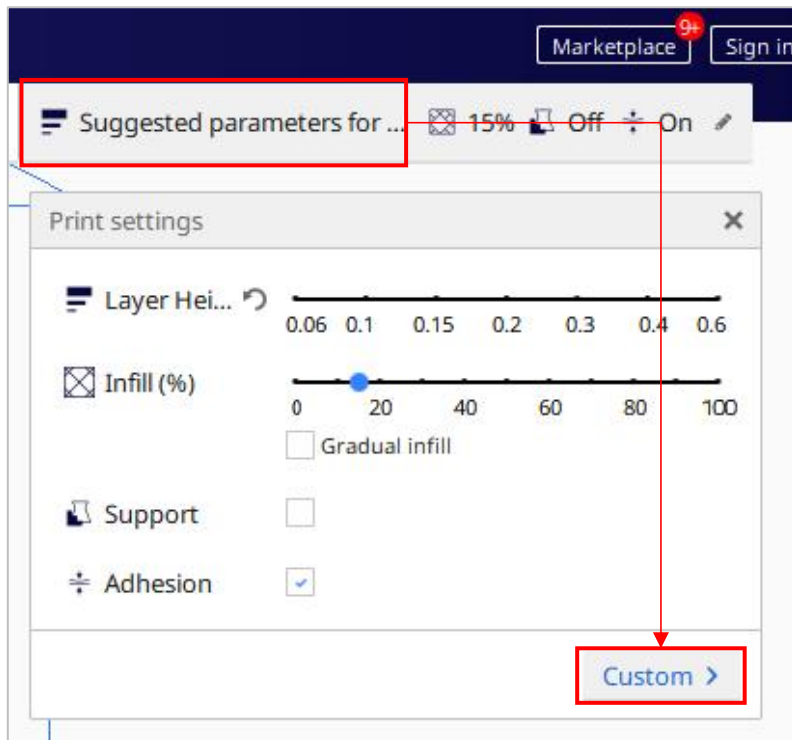 Marketplace 9+ Sign in
Suggested parameters for ... 15% Off On
Print settings
Layer Hei...
0.06 0.1 0.15 0.2 0.3 0.4 0.6
Infill (%)
0 20 40 60 80 100
Gradual infill
Support
Adhesion
Custom